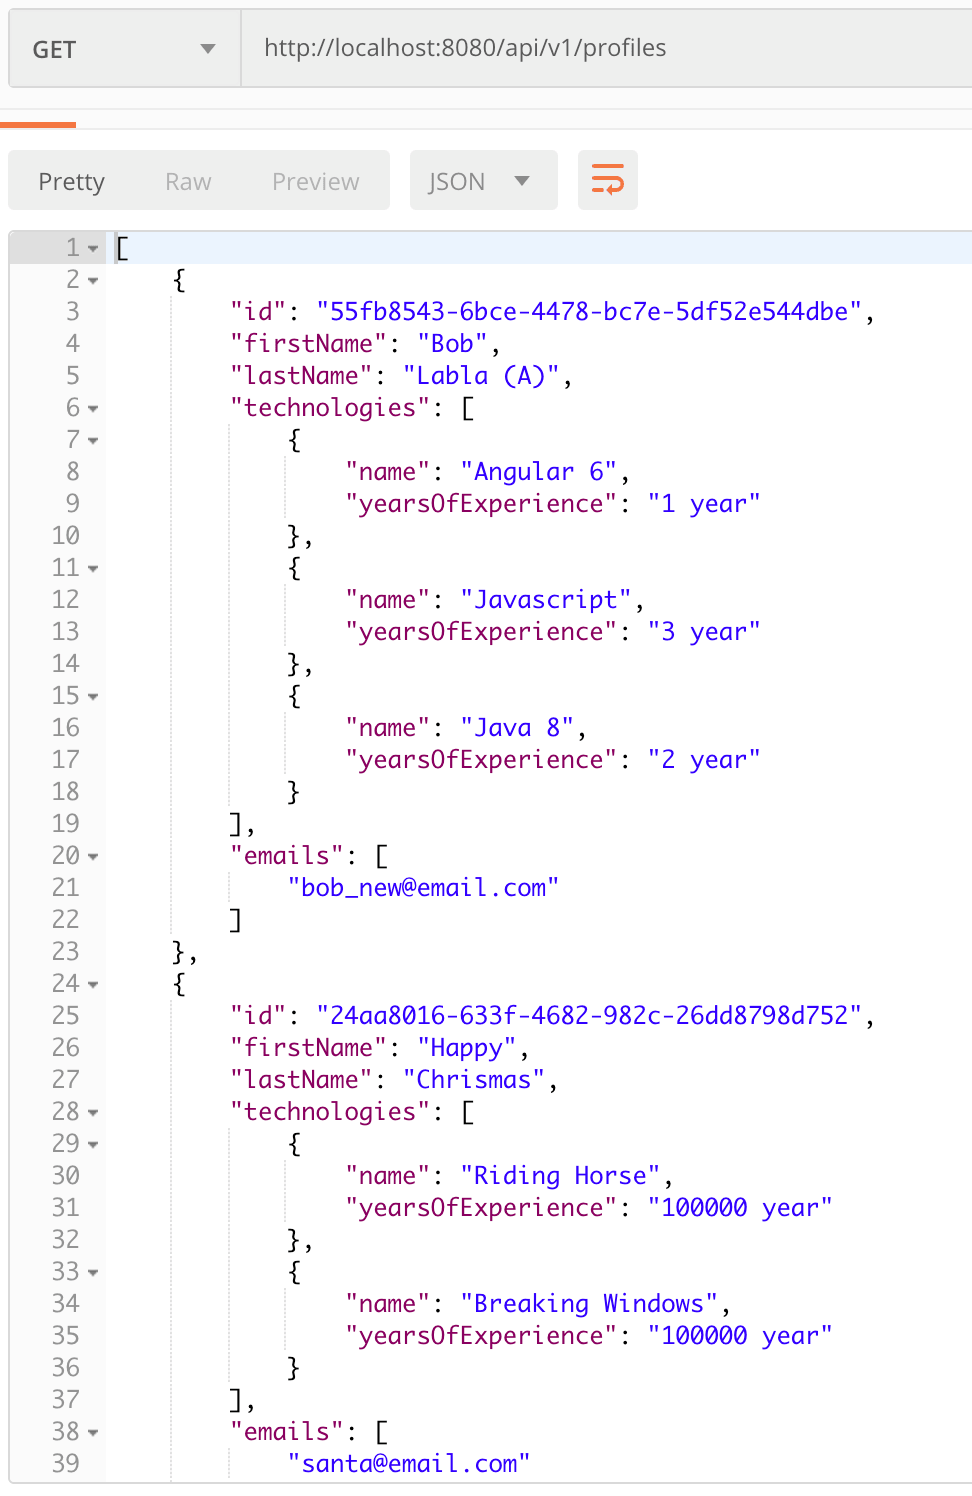 GET http://localhost:8080/api/v1/profiles
Pretty Raw Preview JSON
1 [
2     {
3         "id": "55fb8543-6bce-4478-bc7e-5df52e544dbe",
4         "firstName": "Bob",
5         "lastName": "Labla (A)",
6         "technologies": [
7             {
8                 "name": "Angular 6",
9                 "yearsOfExperience": "1 year"
10             },
11             {
12                 "name": "Javascript",
13                 "yearsOfExperience": "3 year"
14             },
15             {
16                 "name": "Java 8",
17                 "yearsOfExperience": "2 year"
18             }
19         ],
20         "emails": [
21             "bob_new@email.com"
22         ]
23     },
24     {
25         "id": "24aa8016-633f-4682-982c-26dd8798d752",
26         "firstName": "Happy",
27         "lastName": "Chrismas",
28         "technologies": [
29             {
30                 "name": "Riding Horse",
31                 "yearsOfExperience": "100000 year"
32             },
33             {
34                 "name": "Breaking Windows",
35                 "yearsOfExperience": "100000 year"
36             }
37         ],
38         "emails": [
39             "santa@email.com"